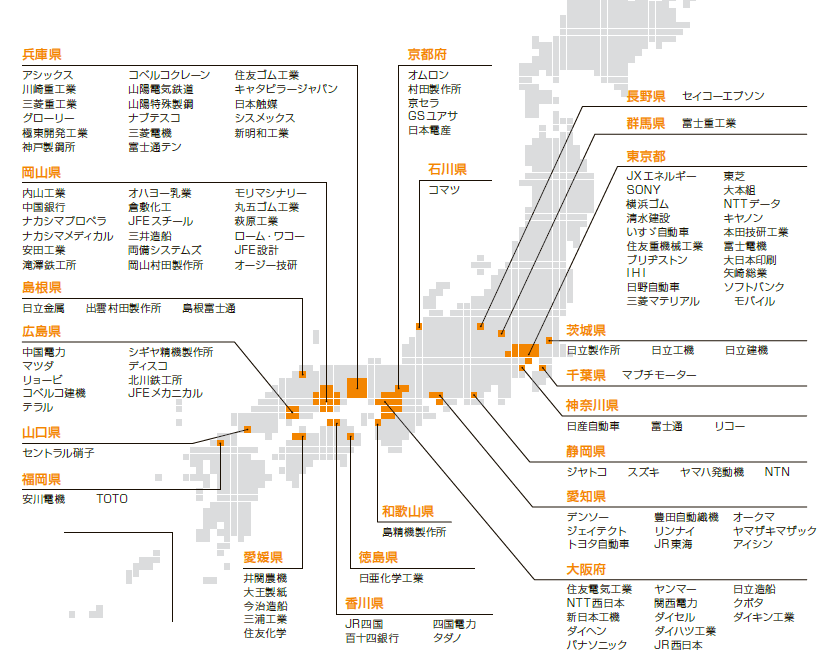 兵庫県
アシックス コベルコクレーン 住友ゴム工業
川崎重工業 山陽電気鉄道 キャタピラージャパン
三菱重工業 山陽特殊製鋼 日本触媒
グローリー ナブテスコ シスメックス
極東開発工業 三菱電機 新明和工業
神戸製鋼所 富士通テン
岡山県
内山工業 オハヨー乳業 モリマシナリー
中国銀行 倉敷化工 丸五ゴム工業
ナカシマプロペラ JFEスチール 萩原工業
ナカシマメディカル 三井造船 ローム・ワコー
安田工業 両備システムズ JFE設計
滝澤鉄工所 岡山村田製作所 オージー技研
島根県
日立金属 出雲村田製作所 島根富士通
広島県
中国電力 シギヤ精機製作所
マツダ ディスコ
リョービ 北川鉄工所
コベルコ建機 JFEメカニカル
テラル
山口県
セントラル硝子
福岡県
安川電機 TOTO
京都府
オムロン
村田製作所
京セラ
GSユアサ
日本電産
石川県
コマツ
長野県 セイコーエプソン
群馬県 富士重工業
東京都
JXエネルギー 東芝
SONY 大本組
横浜ゴム NTTデータ
清水建設 キヤノン
いすゞ自動車 本田技研工業
住友重機械工業 富士電機
ブリヂストン 大日本印刷
IHI 矢崎総業
日野自動車 ソフトバンク
三菱マテリアル モバイル
茨城県
日立製作所 日立工機 日立建機
千葉県 マブチモーター
神奈川県
日産自動車 富士通 リコー
静岡県
ジヤトコ スズキ ヤマハ発動機 NTN
愛知県
デンソー 豊田自動織機 オークマ
ジェイテクト リンナイ ヤマザキマザック
トヨタ自動車 JR東海 アイシン
大阪府
住友電気工業 ヤンマー 日立造船
NTT西日本 関西電力 クボタ
新日本工機 ダイセル ダイキン工業
ダイヘン ダイハツ工業
パナソニック JR西日本
和歌山県
島精機製作所
愛媛県
井関農機
大王製紙
今治造船
三浦工業
住友化学
徳島県
日亜化学工業
香川県
JR四国 四国電力
百十四銀行 タダノ